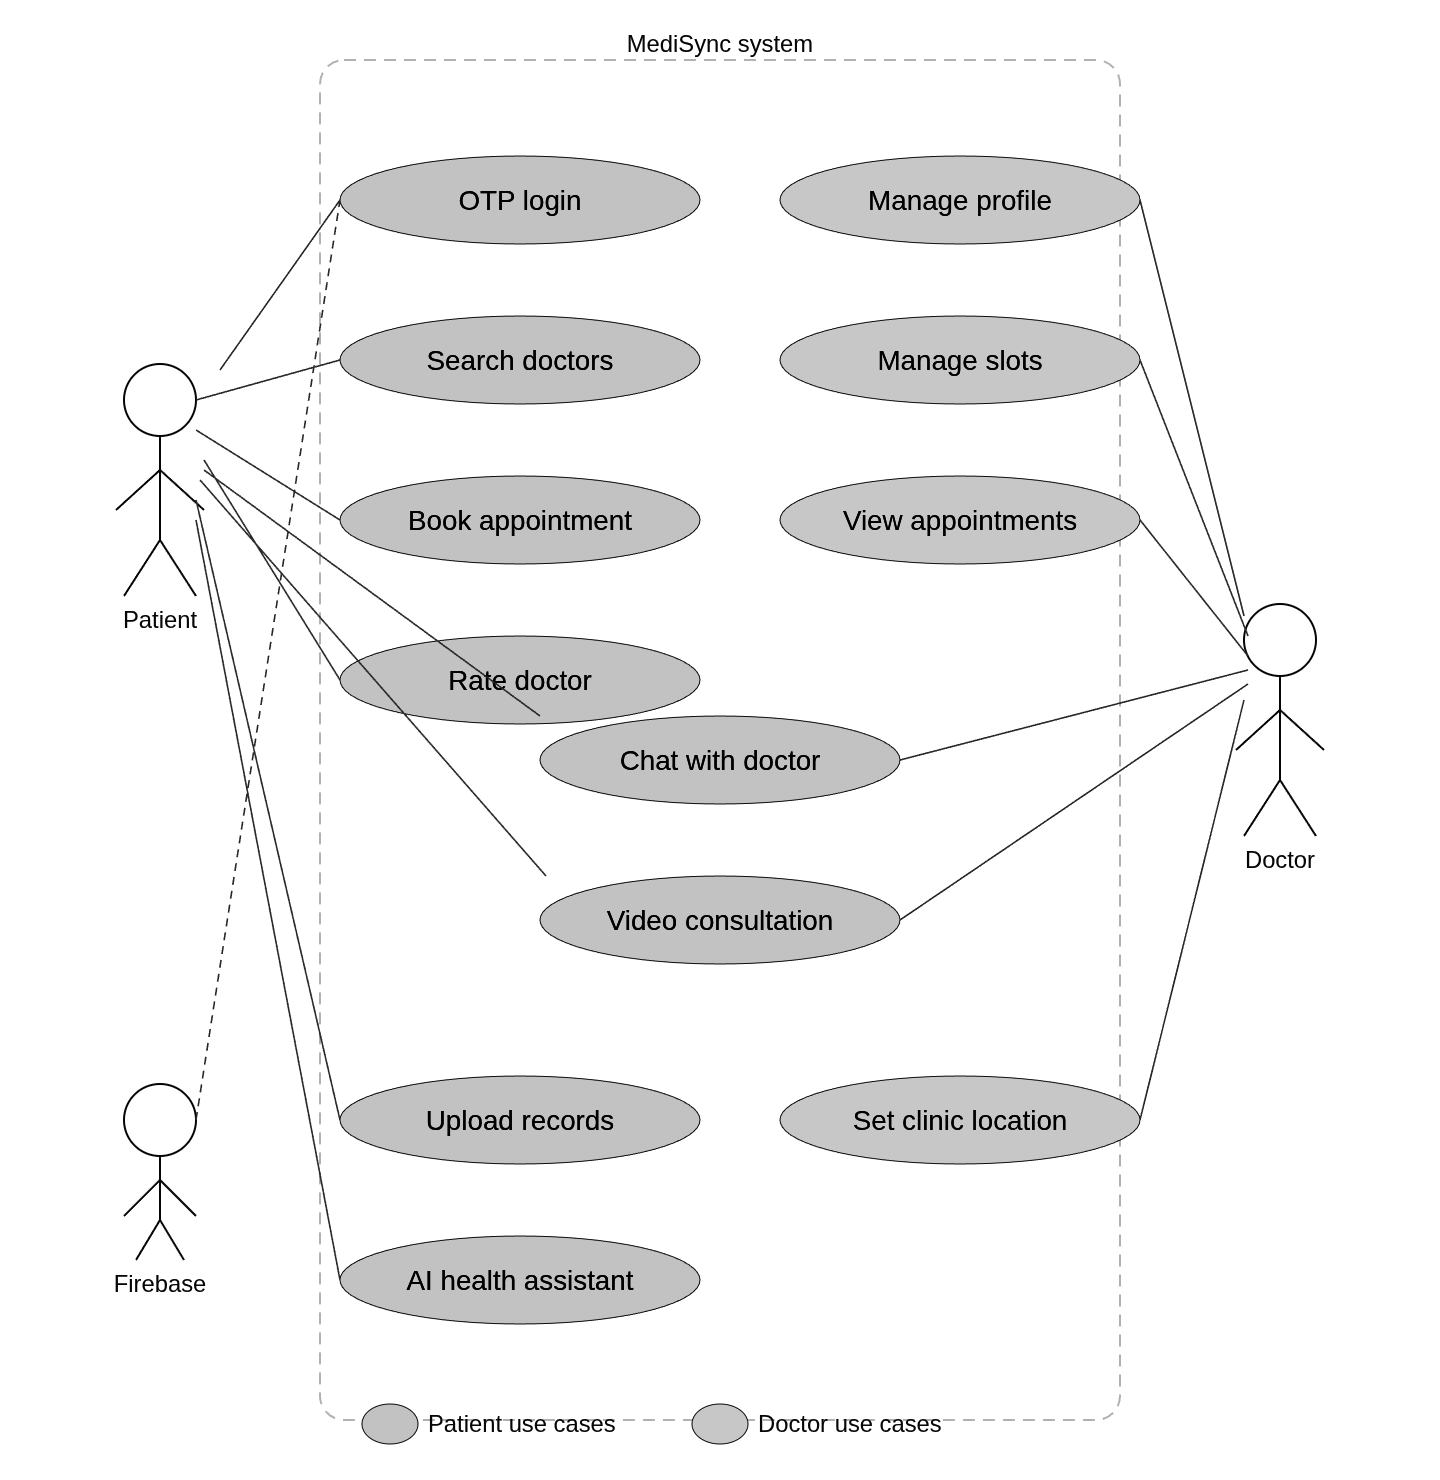 MediSync system
OTP login
Manage profile
Search doctors
Manage slots
Book appointment
View appointments
Patient
Rate doctor
Chat with doctor
Doctor
Video consultation
Upload records
Set clinic location
Firebase
AI health assistant
Patient use cases
Doctor use cases